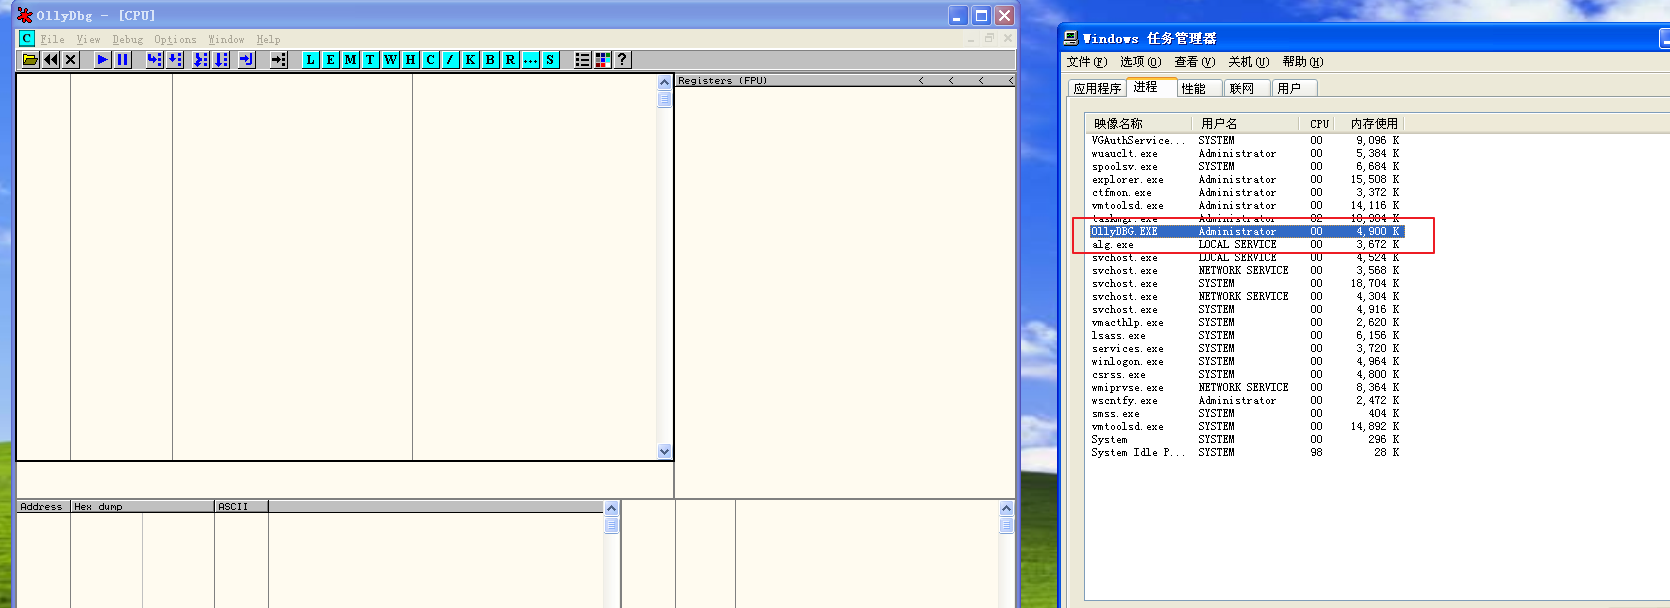 OllyDbg - [CPU]
C File View Debug Options Window Help
L E M T W H C / K B R ... S ?
Registers (FPU) < < < <
Address Hex dump ASCII
Windows 任务管理器
文件(F) 选项(O) 查看(V) 关机(U) 帮助(H)
应用程序 进程 性能 联网 用户
映像名称 用户名 CPU 内存使用
VGAuthService... SYSTEM 00 9,096 K
wuauclt.exe Administrator 00 5,384 K
spoolsv.exe SYSTEM 00 6,684 K
explorer.exe Administrator 00 15,508 K
ctfmon.exe Administrator 00 3,372 K
vmtoolsd.exe Administrator 00 14,116 K
taskmgr.exe Administrator 02 K
OllyDBG.EXE Administrator 00 4,900 K
alg.exe LOCAL SERVICE 00 3,672 K
svchost.exe LOCAL SERVICE 00 4,524 K
svchost.exe NETWORK SERVICE 00 3,568 K
svchost.exe SYSTEM 00 18,704 K
svchost.exe NETWORK SERVICE 00 4,304 K
svchost.exe SYSTEM 00 4,916 K
vmacthlp.exe SYSTEM 00 2,620 K
lsass.exe SYSTEM 00 6,156 K
services.exe SYSTEM 00 3,720 K
winlogon.exe SYSTEM 00 4,964 K
csrss.exe SYSTEM 00 4,800 K
wmiprvse.exe NETWORK SERVICE 00 8,364 K
wscntfy.exe Administrator 00 2,472 K
smss.exe SYSTEM 00 404 K
vmtoolsd.exe SYSTEM 00 14,892 K
System SYSTEM 00 296 K
System Idle P... SYSTEM 98 28 K